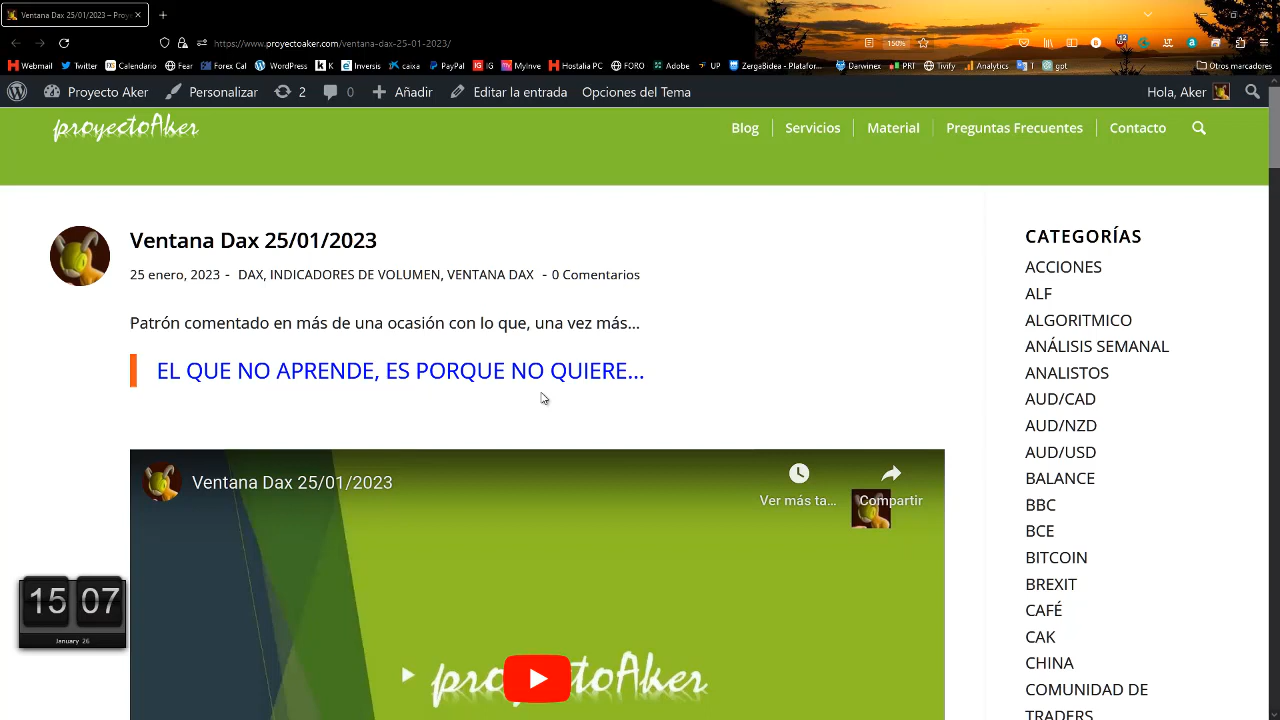 Ventana Dax 25/01/2023 – Proye
https://www.proyectoaker.com/ventana-dax-25-01-2023/
150%
12
Webmail Twitter Calendario Fear Forex Cal WordPress K Inversis caixa PayPal IG MyInve Hostalia PC FORO Adobe UP ZergaBidea - Platafor... Darwinex PRT Tivify Analytics T got Otros marcadores
Proyecto Aker Personalizar 2 0 Añadir Editar la entrada Opciones del Tema Hola, Aker
proyectoAker Blog Servicios Material Preguntas Frecuentes Contacto
Ventana Dax 25/01/2023
25 enero, 2023 - DAX, INDICADORES DE VOLUMEN, VENTANA DAX - 0 Comentarios
Patrón comentado en más de una ocasión con lo que, una vez más...
EL QUE NO APRENDE, ES PORQUE NO QUIERE...
Ventana Dax 25/01/2023
Ver más ta...
Compartir
proyectoAker
15 07
January 26
CATEGORÍAS
ACCIONES
ALF
ALGORITMICO
ANÁLISIS SEMANAL
ANALISTOS
AUD/CAD
AUD/NZD
AUD/USD
BALANCE
BBC
BCE
BITCOIN
BREXIT
CAFÉ
CAK
CHINA
COMUNIDAD DE
TRADERS